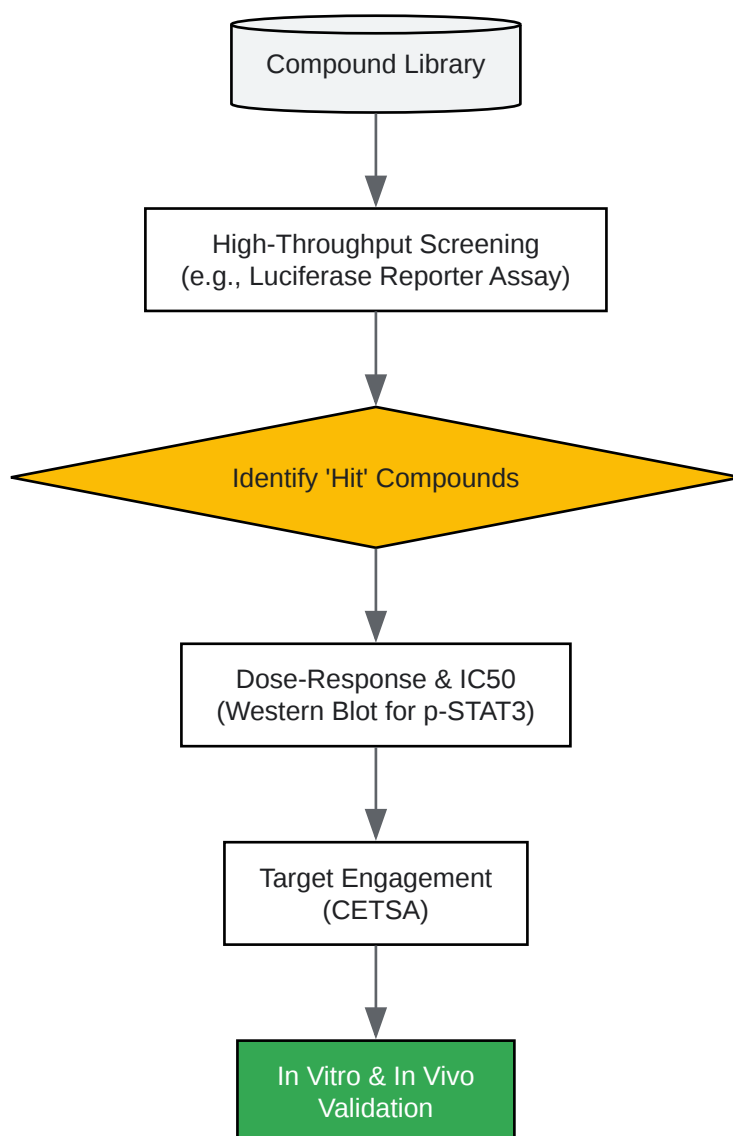 Compound Library
High-Throughput Screening
(e.g., Luciferase Reporter Assay)
Identify 'Hit' Compounds
Dose-Response & IC50
(Western Blot for p-STAT3)
Target Engagement
(CETSA)
In Vitro & In Vivo
Validation